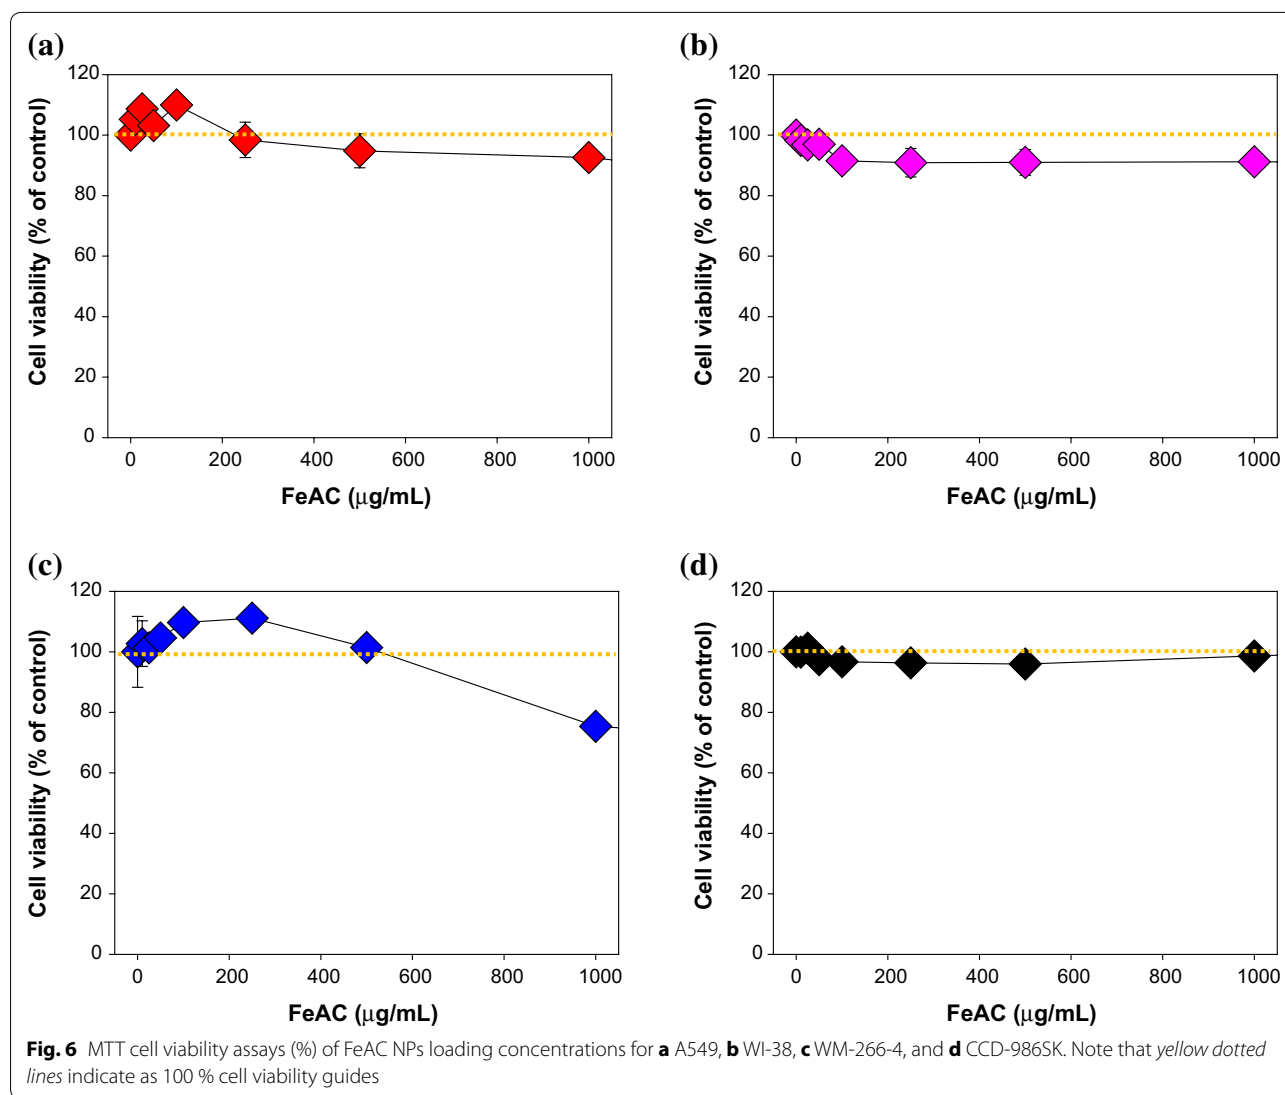 (a)
120
100
80
60
40
20
0
Cell viability (% of control)
0 200 400 600 800 1000
FeAC (μg/mL)
(b)
120
100
80
60
40
20
0
Cell viability (% of control)
0 200 400 600 800 1000
FeAC (μg/mL)
(c)
120
100
80
60
40
20
0
Cell viability (% of control)
0 200 400 600 800 1000
FeAC (μg/mL)
(d)
120
100
80
60
40
20
0
Cell viability (% of control)
0 200 400 600 800 1000
FeAC (μg/mL)
Fig. 6 MTT cell viability assays (%) of FeAC NPs loading concentrations for a A549, b WI-38, c WM-266-4, and d CCD-986SK. Note that yellow dotted
lines indicate as 100 % cell viability guides